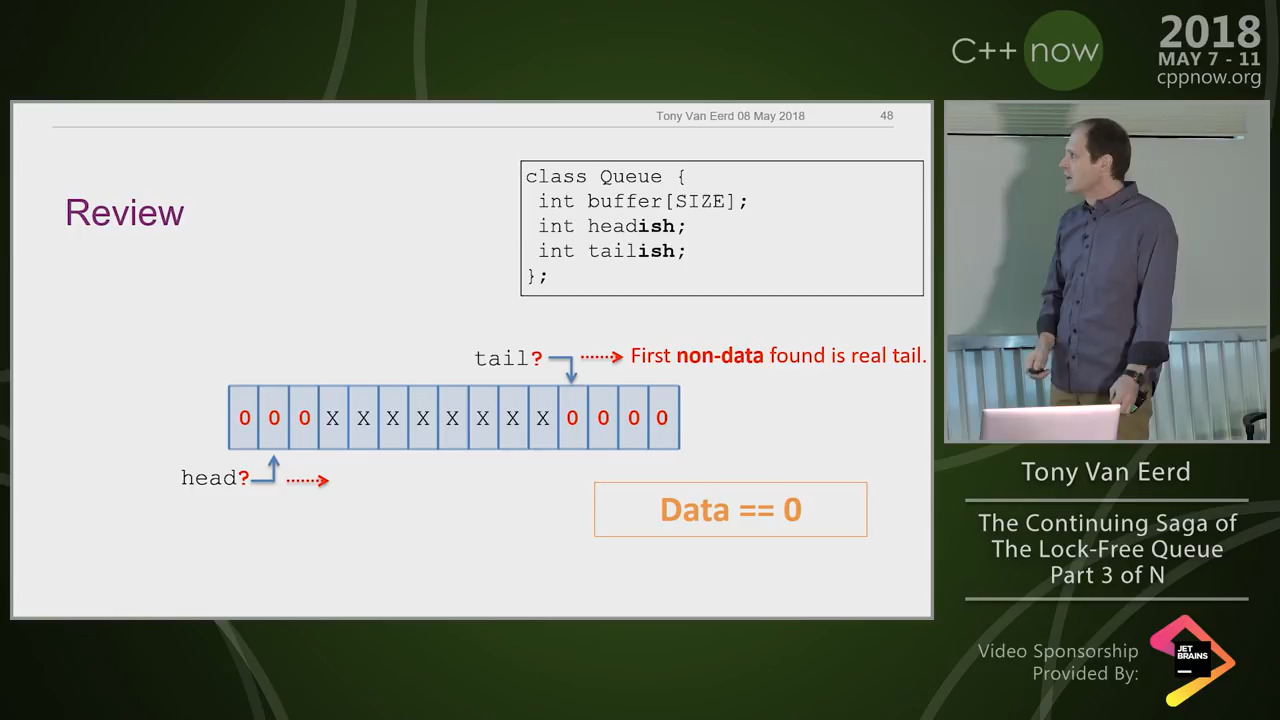 C++ now
2018
MAY 7 - 11
cppnow.org
Tony Van Eerd 08 May 2018 48
Review
class Queue {
int buffer[SIZE];
int headish;
int tailish;
};
tail? First non-data found is real tail.
0 0 0 X X X X X X X X 0 0 0 0
head?
Data == 0
Tony Van Eerd
The Continuing Saga of
The Lock-Free Queue
Part 3 of N
Video Sponsorship
Provided By:
JET
BRAINS